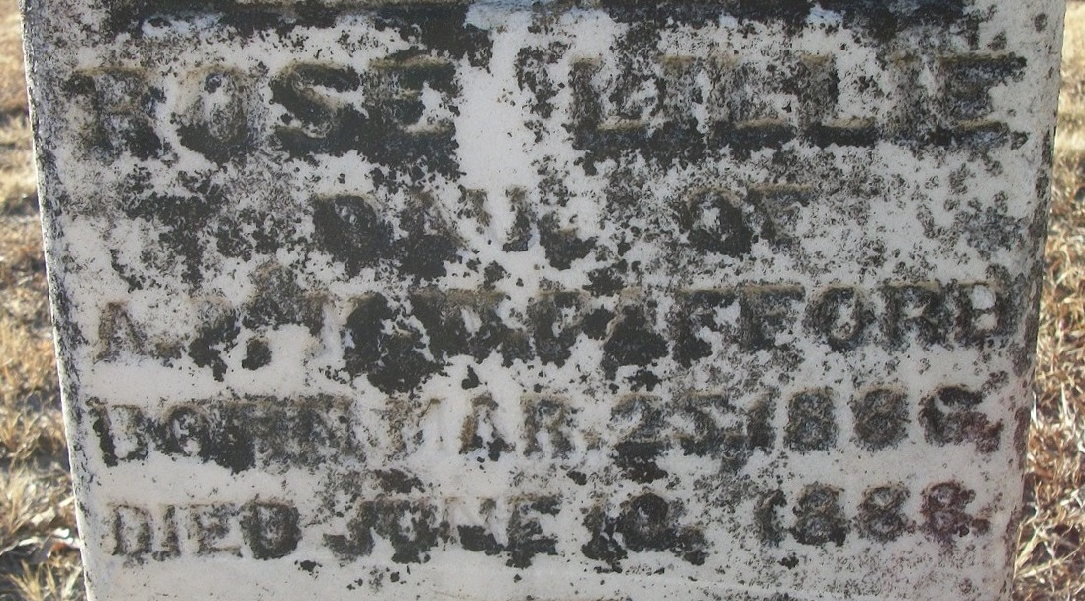 ROSE LILLIE
DAU. OF
BORN MAR. 25, 1886
DIED JUNE 1888